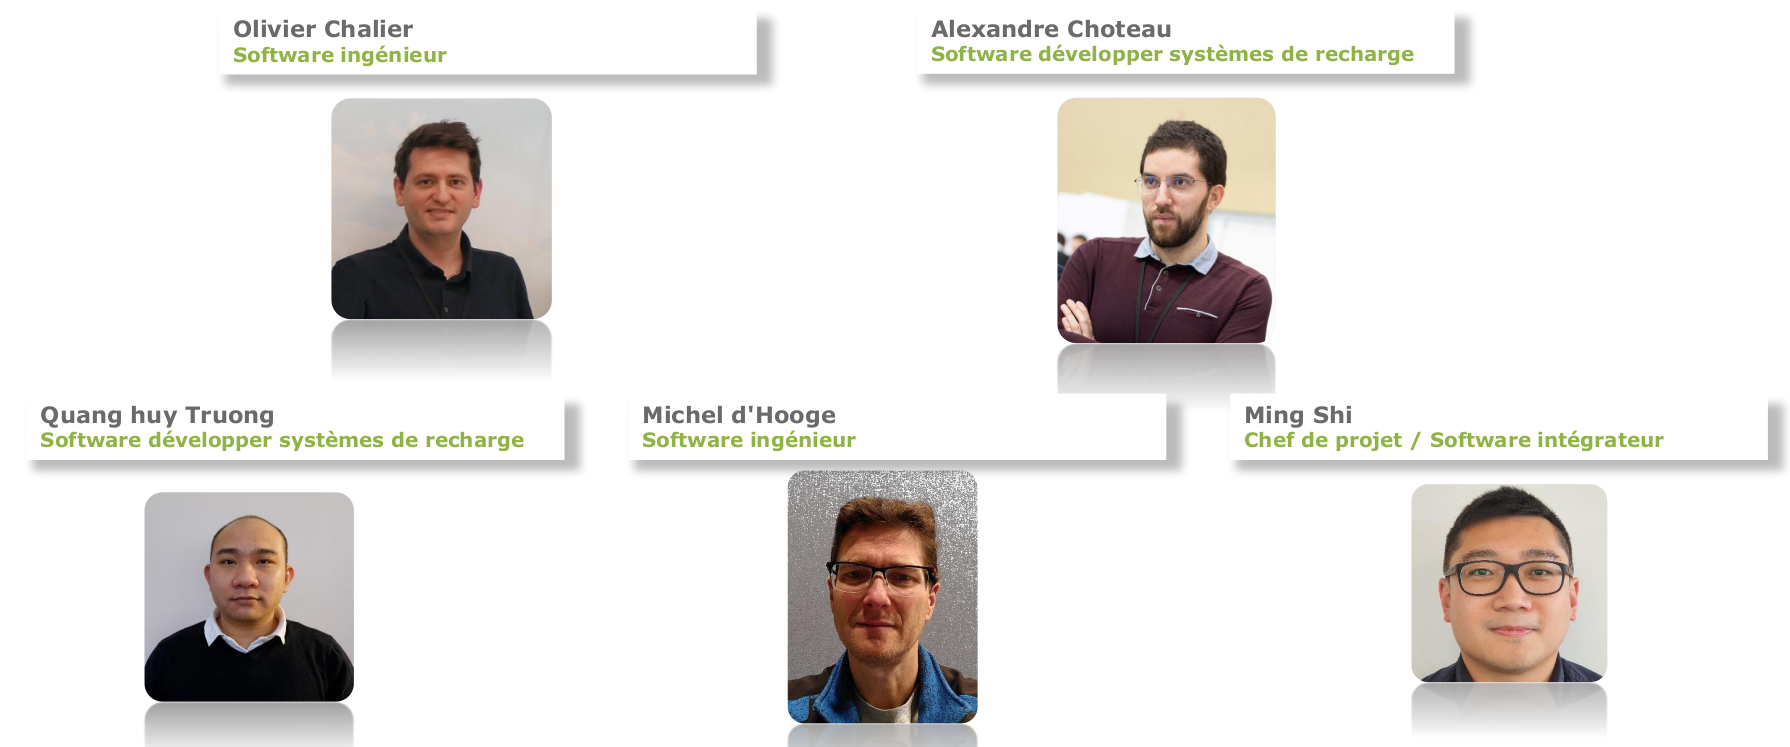 Olivier Chalier
Software ingénieur
Alexandre Choteau
Software développer systèmes de recharge
Quang huy Truong
Software développer systèmes de recharge
Michel d'Hooge
Software ingénieur
Ming Shi
Chef de projet / Software intégrateur